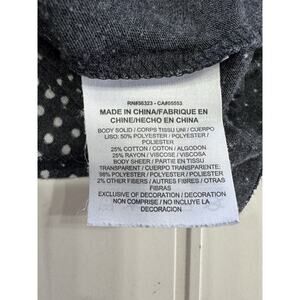 RN#56323 - CA#05553
MADE IN CHINA/FABRIQUE EN
CHINE/HECHO EN CHINA
BODY SOLID / CORPS TISSU UNI / CUERPO
LISO: 50% POLYESTER / POLYESTER /
POLIESTER
25% COTTON / COTON / ALGODON
25% RAYON / VISCOSE / VISCOSA
BODY SHEER / PARTIE EN TISSU
TRANSPARENT / CUERPO TRANSPARENTE:
98% POLYESTER / POLYESTER / POLIESTER
2% OTHER FIBERS / AUTRES FIBRES / OTRAS
FIBRAS
EXCLUSIVE OF DECORATION / DECORATION
NON COMPRISE / NO INCLUYE LA
DECORACION